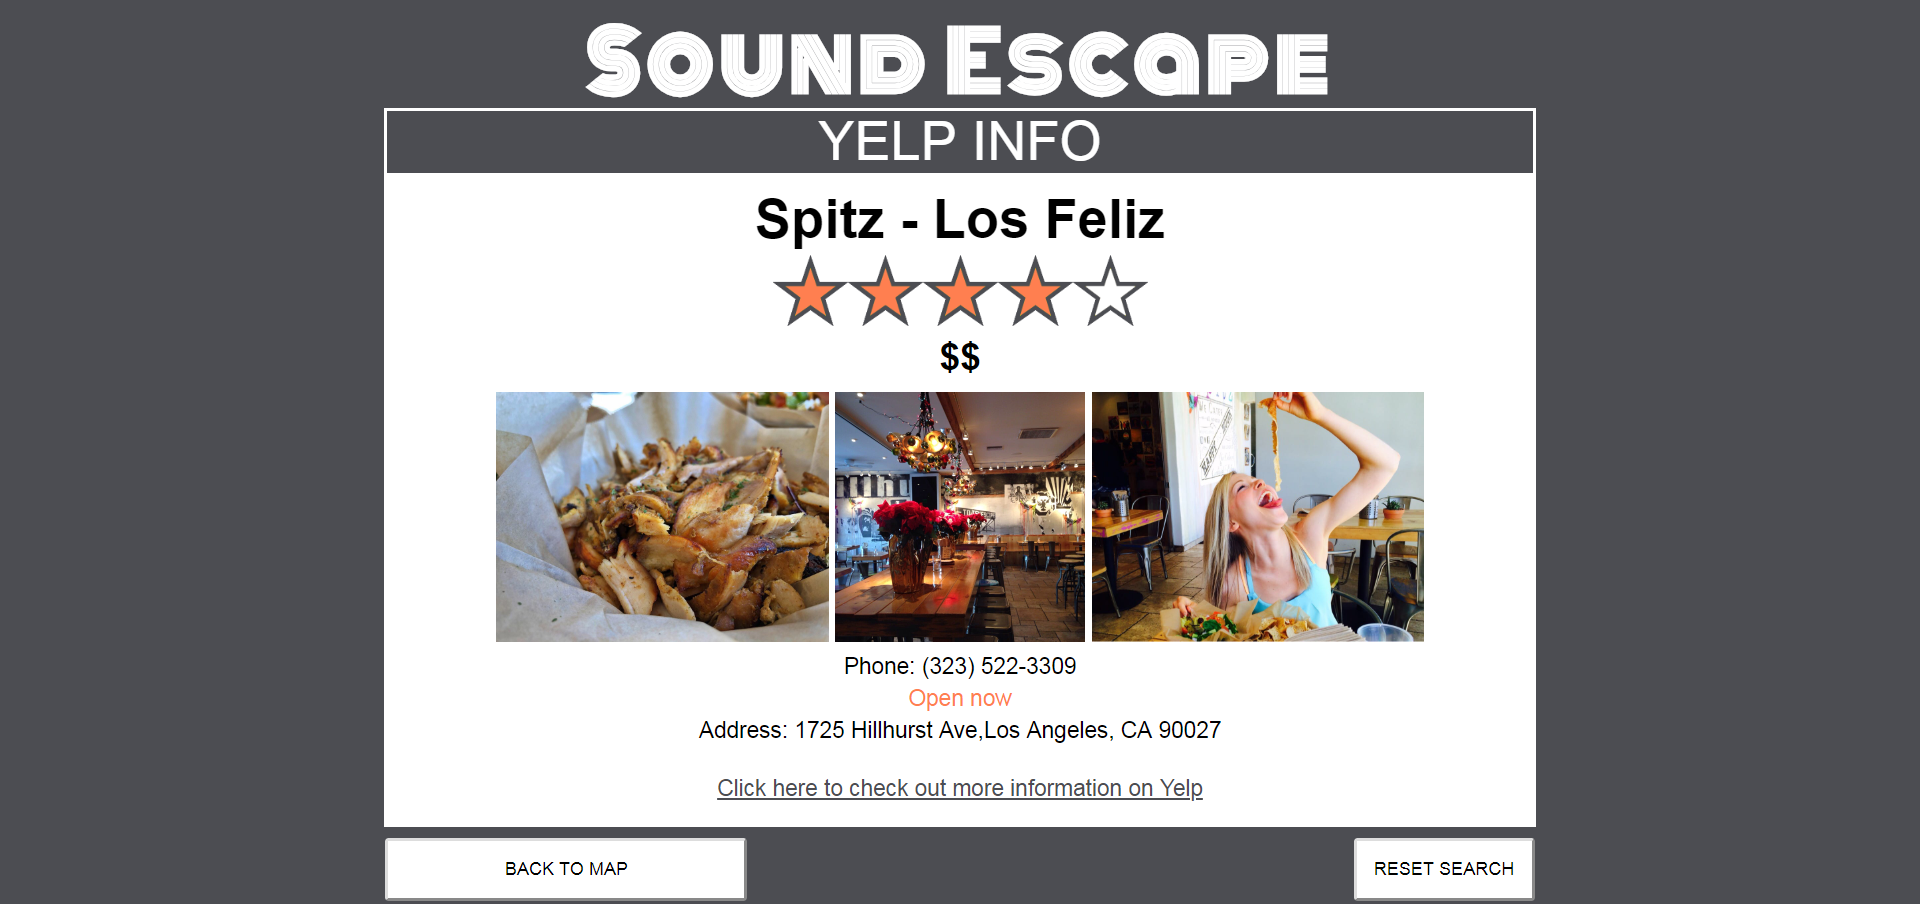 Sound Escape
YELP INFO
Spitz - Los Feliz
$$
Phone: (323) 522-3309
Open now
Address: 1725 Hillhurst Ave,Los Angeles, CA 90027
Click here to check out more information on Yelp
BACK TO MAP
RESET SEARCH